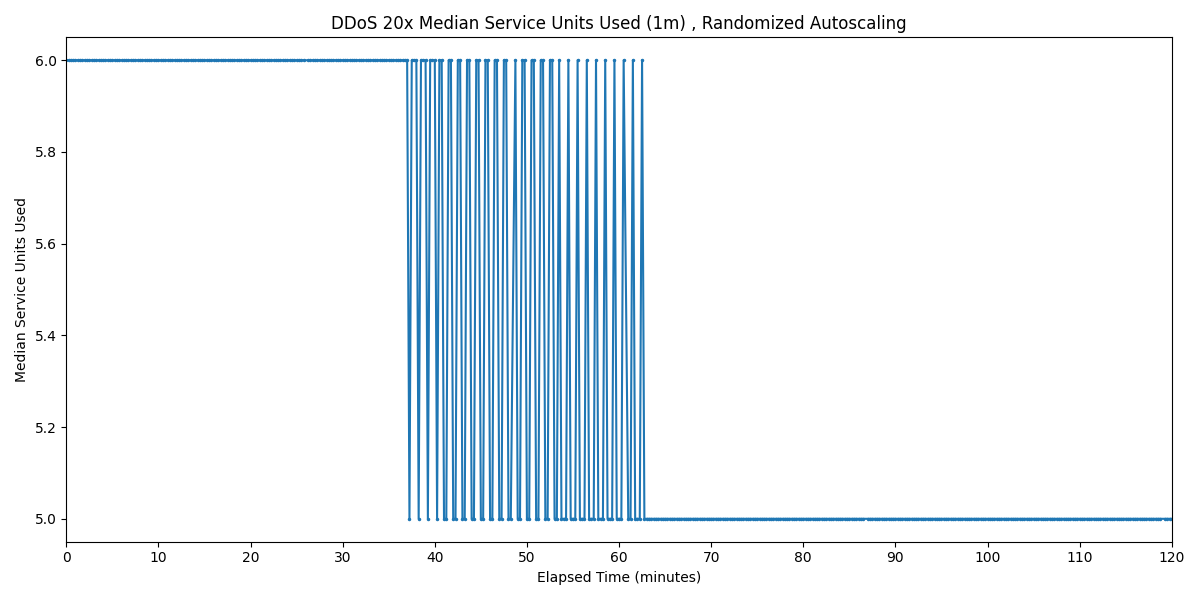 DDoS 20x Median Service Units Used (1m) , Randomized Autoscaling
Median Service Units Used
6.0
5.8
5.6
5.4
5.2
5.0
0 10 20 30 40 50 60 70 80 90 100 110 120
Elapsed Time (minutes)